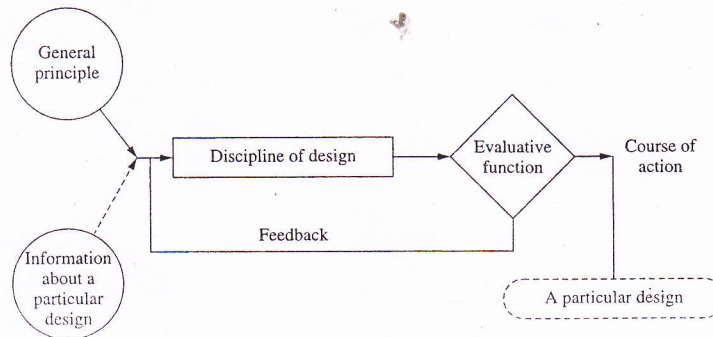 General
principle
Discipline of design
Evaluative
function
Course of
action
Feedback
Information
about a
particular
design
A particular design